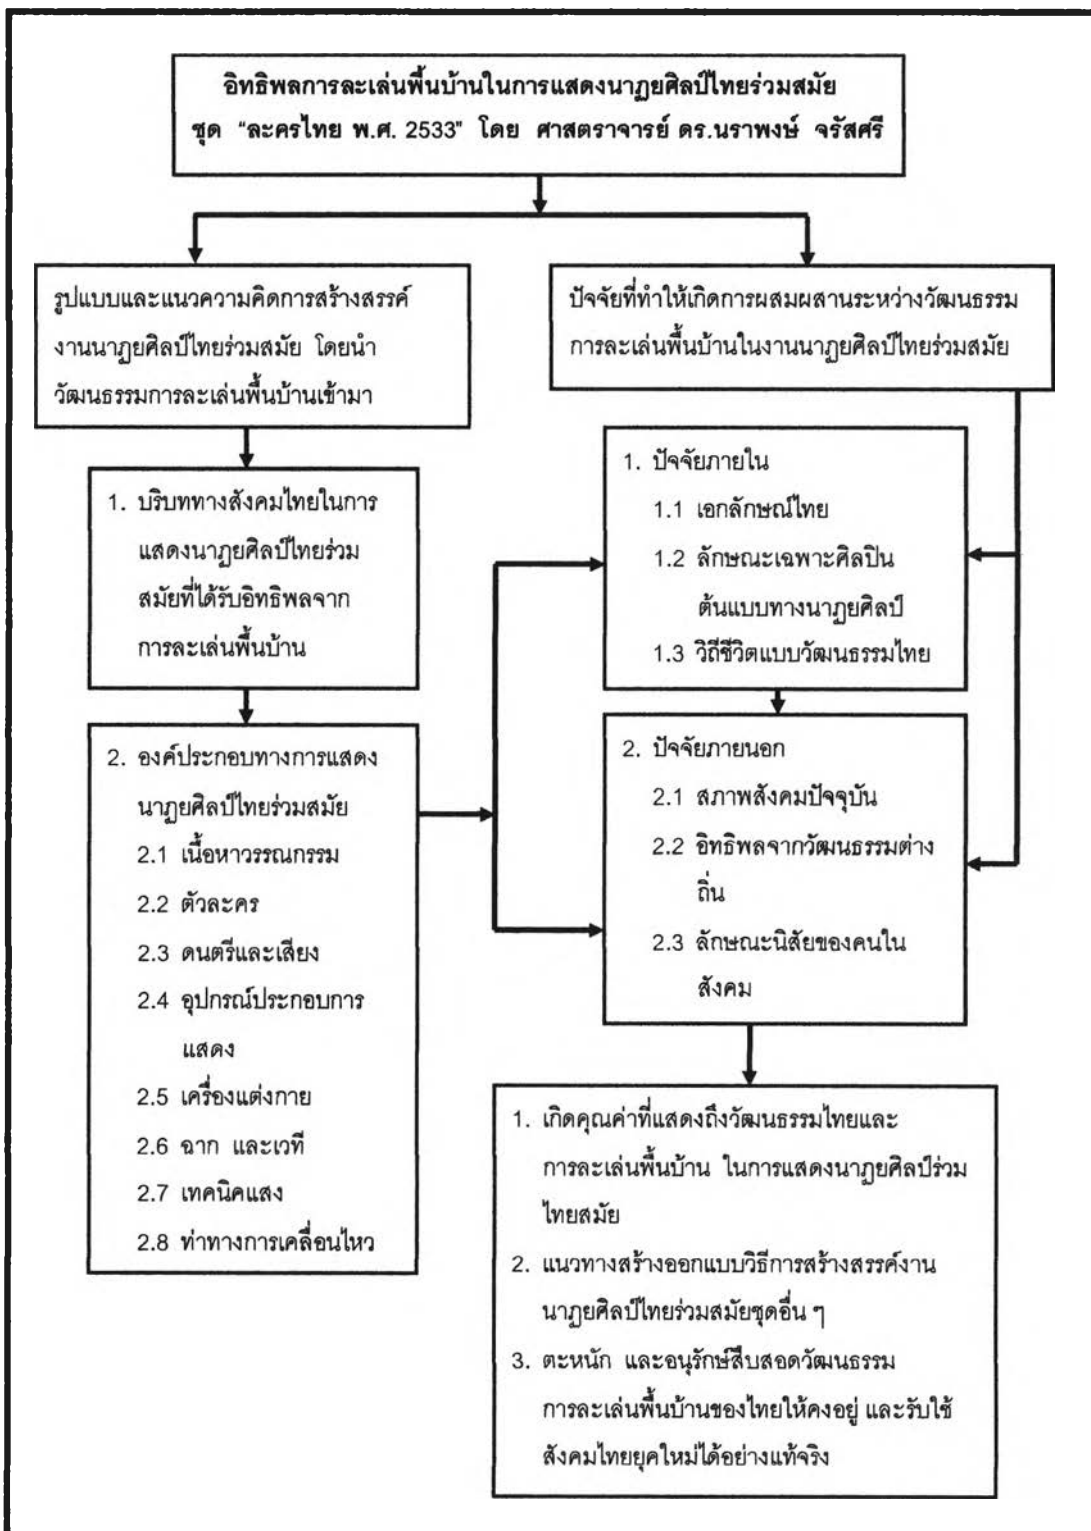 อิทธิพลการละเล่นพื้นบ้านในการแสดงนาฏยศิลป์ไทยร่วมสมัย
ชุด "ละครไทย พ.ศ. 2533" โดย ศาสตราจารย์ ดร.นราพงษ์ จรัสศรี
รูปแบบและแนวความคิดการสร้างสรรค์
งานนาฏยศิลป์ไทยร่วมสมัย โดยนำ
วัฒนธรรมการละเล่นพื้นบ้านเข้ามา
ปัจจัยที่ทำให้เกิดการผสมผสานระหว่างวัฒนธรรม
การละเล่นพื้นบ้านในงานนาฏยศิลป์ไทยร่วมสมัย
1. บริบททางสังคมไทยในการ
แสดงนาฏยศิลป์ไทยร่วม
สมัยที่ได้รับอิทธิพลจาก
การละเล่นพื้นบ้าน
2. องค์ประกอบทางการแสดง
นาฏยศิลป์ไทยร่วมสมัย
2.1 เนื้อหาวรรณกรรม
2.2 ตัวละคร
2.3 ดนตรีและเสียง
2.4 อุปกรณ์ประกอบการ
แสดง
2.5 เครื่องแต่งกาย
2.6 ฉาก และเวที
2.7 เทคนิคแสง
2.8 ท่าทางการเคลื่อนไหว
1. ปัจจัยภายใน
1.1 เอกลักษณ์ไทย
1.2 ลักษณะเฉพาะศิลปิน
ต้นแบบทางนาฏยศิลป์
1.3 วิถีชีวิตแบบวัฒนธรรมไทย
2. ปัจจัยภายนอก
2.1 สภาพสังคมปัจจุบัน
2.2 อิทธิพลจากวัฒนธรรมต่าง
ถิ่น
2.3 ลักษณะนิสัยของคนใน
สังคม
1. เกิดคุณค่าที่แสดงถึงวัฒนธรรมไทยและ
การละเล่นพื้นบ้าน ในการแสดงนาฏยศิลป์ร่วม
ไทยสมัย
2. แนวทางสร้างออกแบบวิธีการสร้างสรรค์งาน
นาฏยศิลป์ไทยร่วมสมัยชุดอื่น ๆ
3. ตะหนัก และอนุรักษ์สืบสอดวัฒนธรรม
การละเล่นพื้นบ้านของไทยให้คงอยู่ และรับใช้
สังคมไทยยุคใหม่ได้อย่างแท้จริง